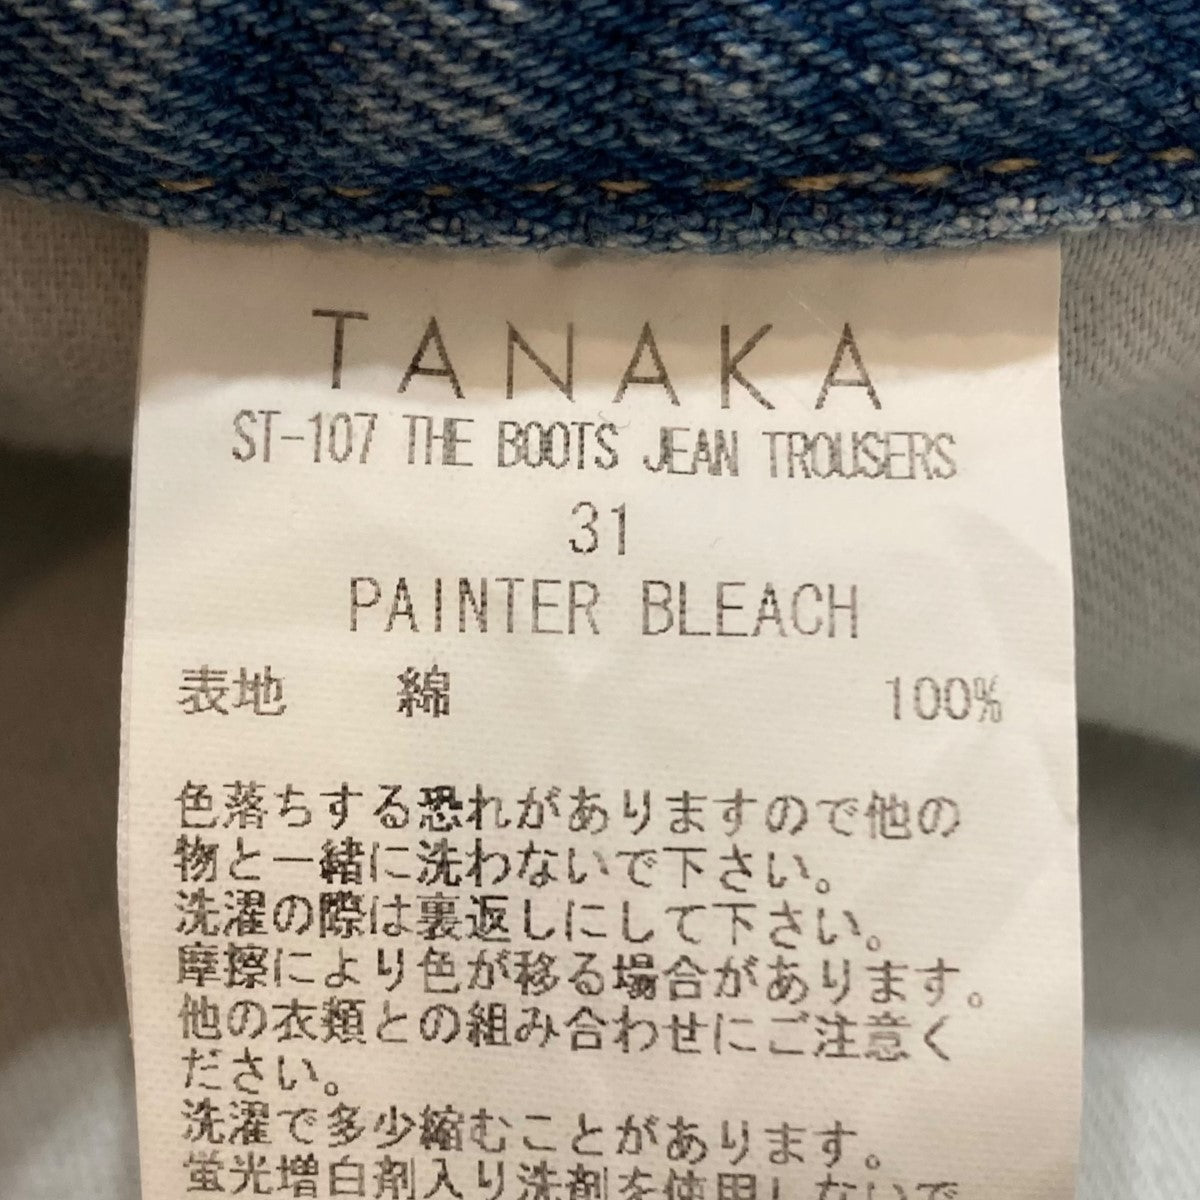 TANAKA
ST-107 THE BOOTS JEAN TROUSERS
31
PAINTER BLEACH
表地 綿 100%
色落ちする恐れがありますので他の
物と一緒に洗わないで下さい。
洗濯の際は裏返しにして下さい。
摩擦により色が移る場合があります。
他の衣類との組み合わせにご注意く
ださい。
洗濯で多少縮むことがあります。
蛍光増白剤入り洗剤を使用しないで